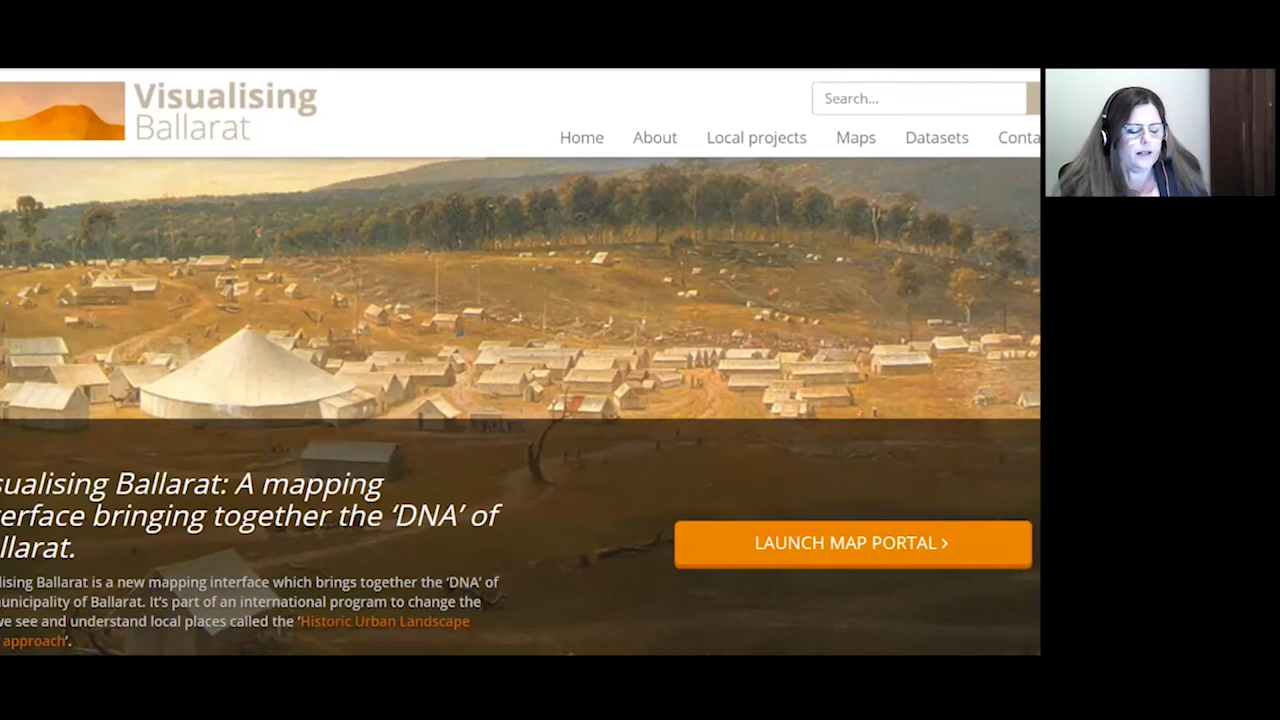 Visualising
Ballarat
Search...
Home About Local projects Maps Datasets Conta
sualising Ballarat: A mapping
erface bringing together the ‘DNA’ of
llarat.
LAUNCH MAP PORTAL ›
lising Ballarat is a new mapping interface which brings together the ‘DNA’ of
unicipality of Ballarat. It’s part of an international program to change the
we see and understand local places called the ‘Historic Urban Landscape
approach’.